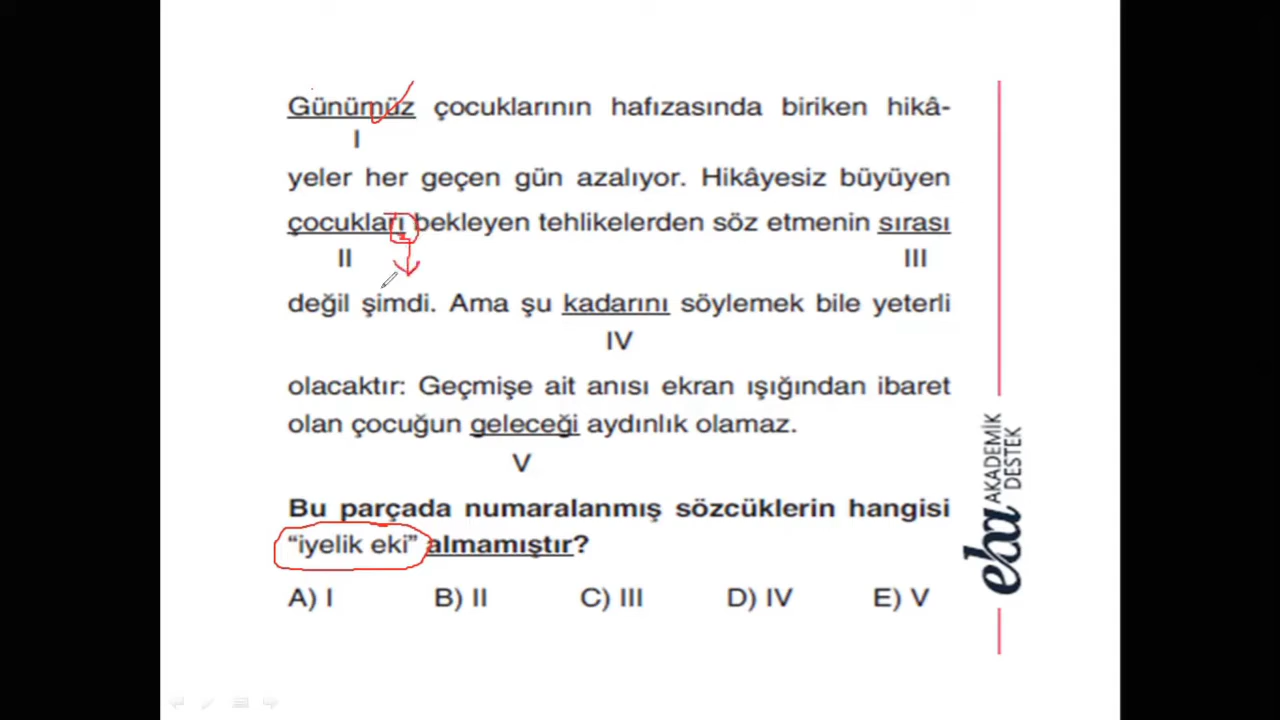 Günümüz çocuklarının hafızasında biriken hikâ-
I
yeler her geçen gün azalıyor. Hikâyesiz büyüyen
çocukları bekleyen tehlikelerden söz etmenin sırası
II III
değil şimdi. Ama şu kadarını söylemek bile yeterli
IV
olacaktır: Geçmişe ait anısı ekran ışığından ibaret
olan çocuğun geleceği aydınlık olamaz.
V
Bu parçada numaralanmış sözcüklerin hangisi
“iyelik eki” almamıştır?
A) I B) II C) III D) IV E) V
eba AKADEMİK
DESTEK